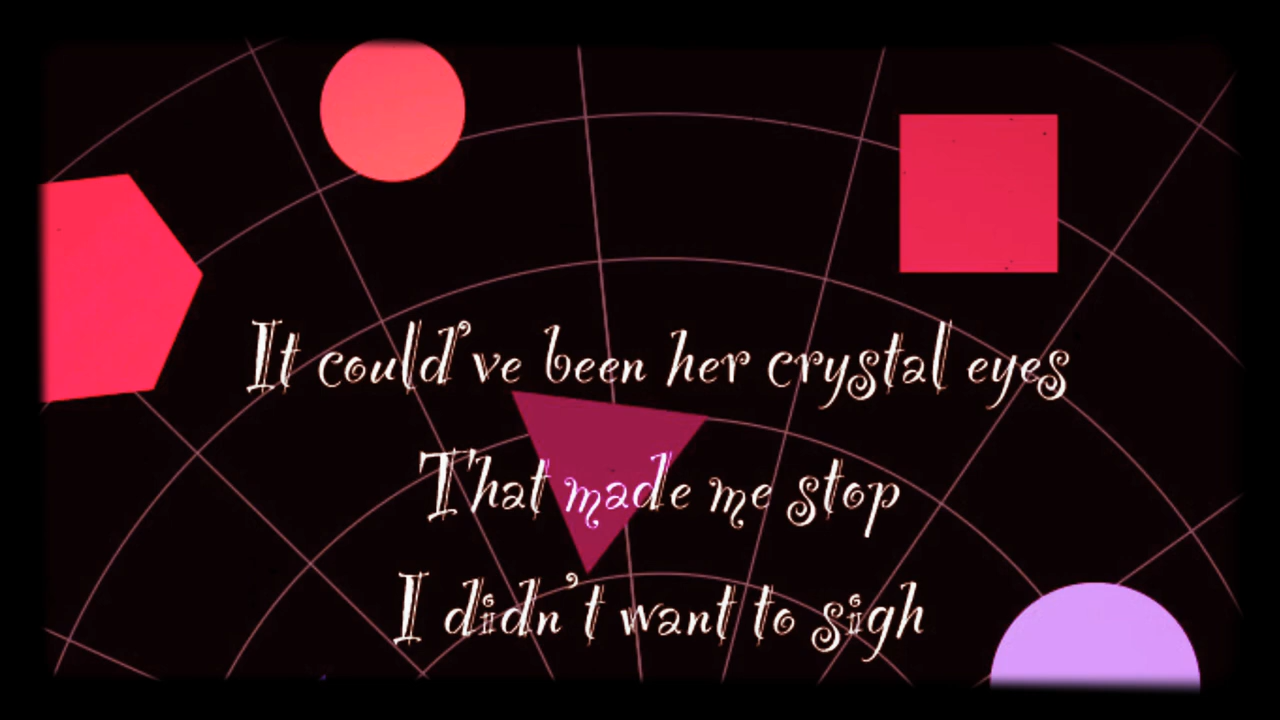 It could've been her crystal eyes
That made me stop
I didn't want to sigh